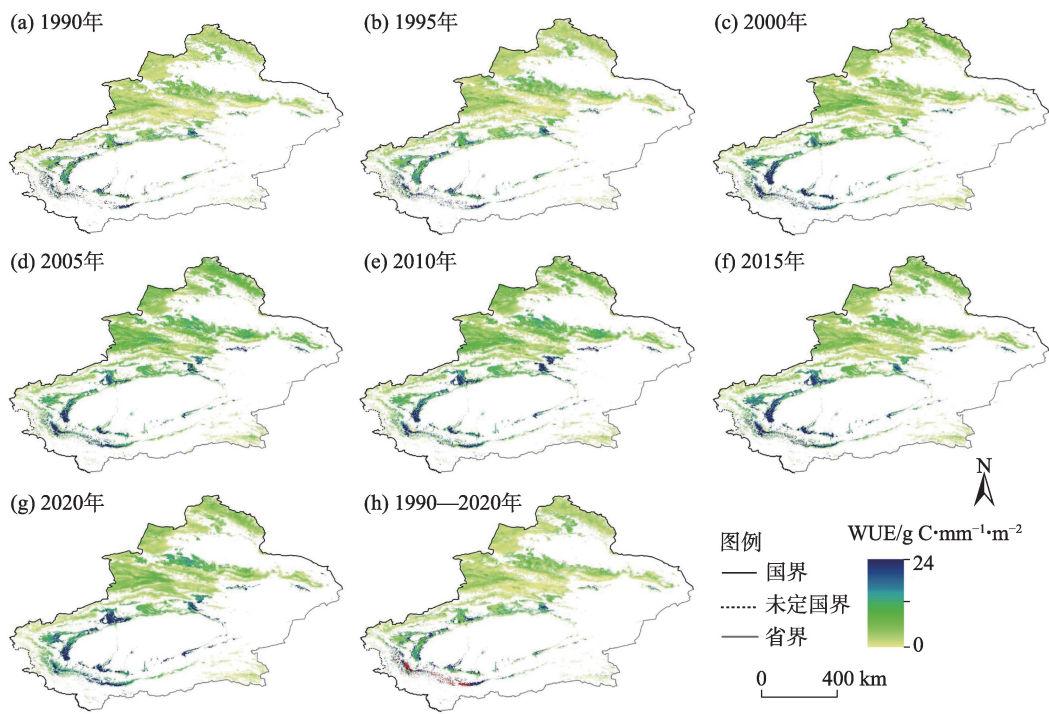 (a) 1990年
(b) 1995年
(c) 2000年
(d) 2005年
(e) 2010年
(f) 2015年
(g) 2020年
(h) 1990—2020年
N
图例
国界
未定国界
省界
WUE/g C·mm⁻¹·m⁻²
24
0
0 400 km